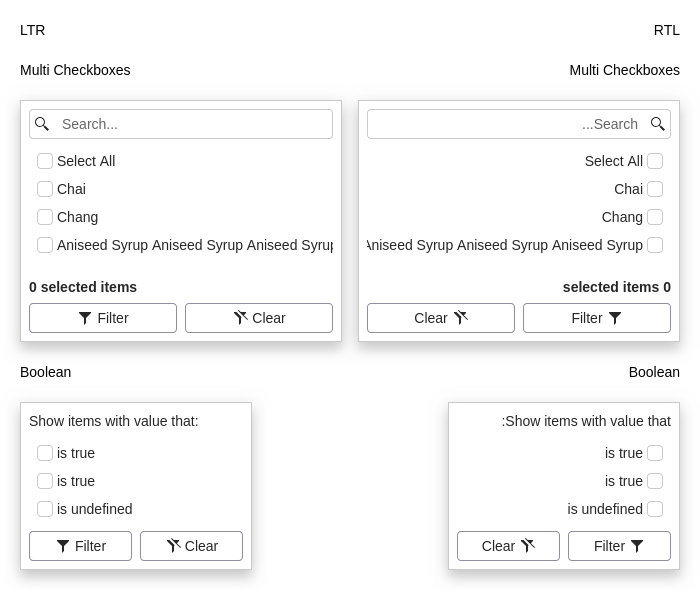 LTR
RTL
Multi Checkboxes
Multi Checkboxes
Search...
Select All
Chai
Chang
Aniseed Syrup Aniseed Syrup Aniseed Syrup
0 selected items
Filter
Clear
...Search
Select All
Chai
Chang
Aniseed Syrup Aniseed Syrup Aniseed Syrup
selected items 0
Clear
Filter
Boolean
Boolean
Show items with value that:
is true
is true
is undefined
Filter
Clear
:Show items with value that
is true
is true
is undefined
Clear
Filter